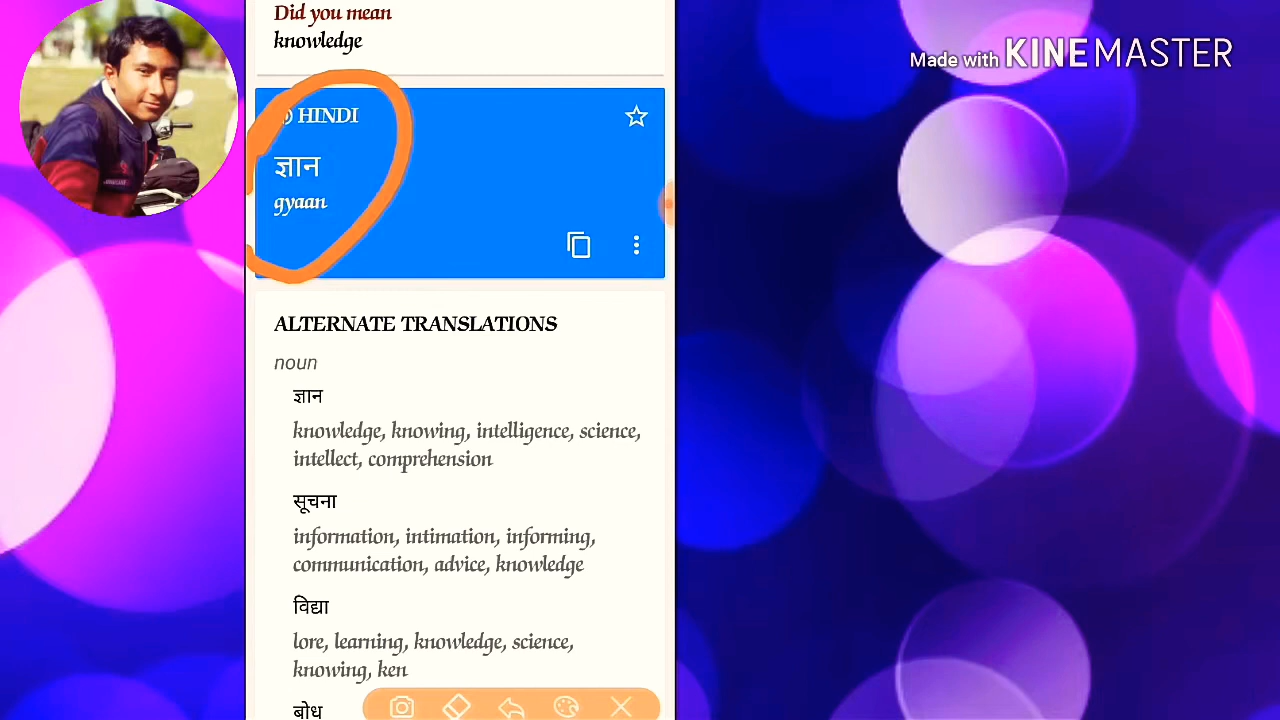 Did you mean
knowledge
Made with KINEMASTER
HINDI
ज्ञान
gyaan
ALTERNATE TRANSLATIONS
noun
ज्ञान
knowledge, knowing, intelligence, science,
intellect, comprehension
सूचना
information, intimation, informing,
communication, advice, knowledge
विद्या
lore, learning, knowledge, science,
knowing, ken
बोध